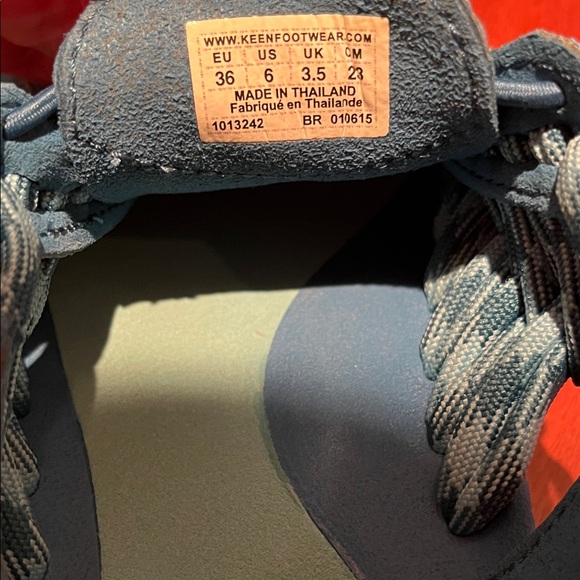 WWW.KEENFOOTWEAR.COM
EU US UK CM
36 6 3.5 23
MADE IN THAILAND
Fabriqué en Thaïlande
1013242 BR 010615